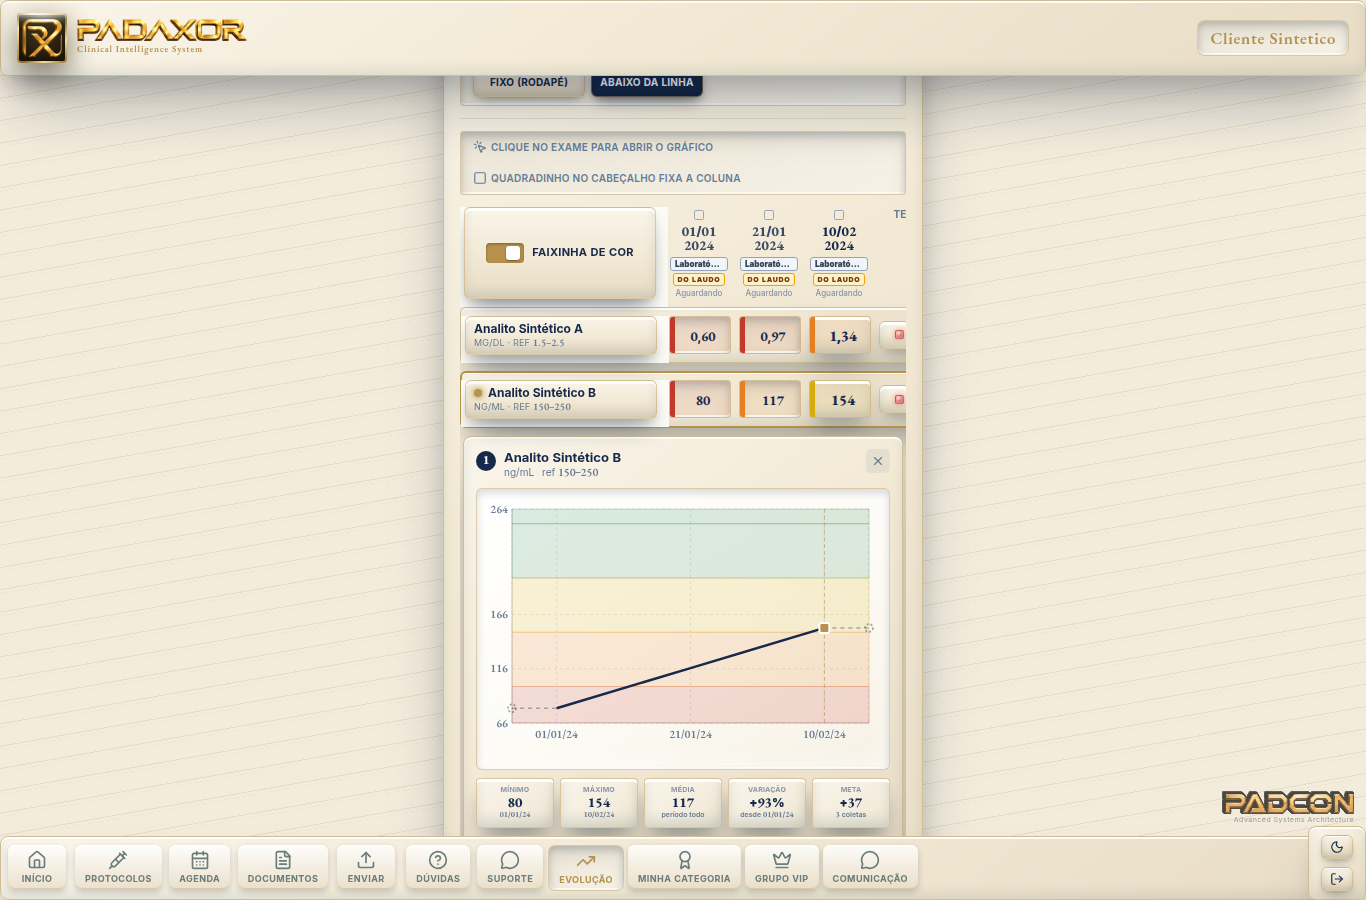 PADAXOR
Clinical Intelligence System
Cliente Sintetico
FIXO (RODAPÉ)
ABAIXO DA LINHA
CLIQUE NO EXAME PARA ABRIR O GRÁFICO
QUADRADINHO NO CABEÇALHO FIXA A COLUNA
FAIXINHA DE COR
01/01 2024
21/01 2024
10/02 2024
TE
Laborató...
Laborató...
Laborató...
DO LAUDO
DO LAUDO
DO LAUDO
Aguardando
Aguardando
Aguardando
Analito Sintético A
MG/DL · REF 1.5–2.5
0,60
0,97
1,34
Analito Sintético B
NG/ML · REF 150–250
80
117
154
1
Analito Sintético B
ng/mL ref 150–250
264
166
116
66
01/01/24
21/01/24
10/02/24
MÍNIMO
80
01/01/24
MÁXIMO
154
10/02/24
MÉDIA
117
período todo
VARIAÇÃO
+93%
desde 01/01/24
META
+37
3 coletas
PADEON
Advanced Systems Architecture
INÍCIO
PROTOCOLOS
AGENDA
DOCUMENTOS
ENVIAR
DÚVIDAS
SUPORTE
EVOLUÇÃO
MINHA CATEGORIA
GRUPO VIP
COMUNICAÇÃO